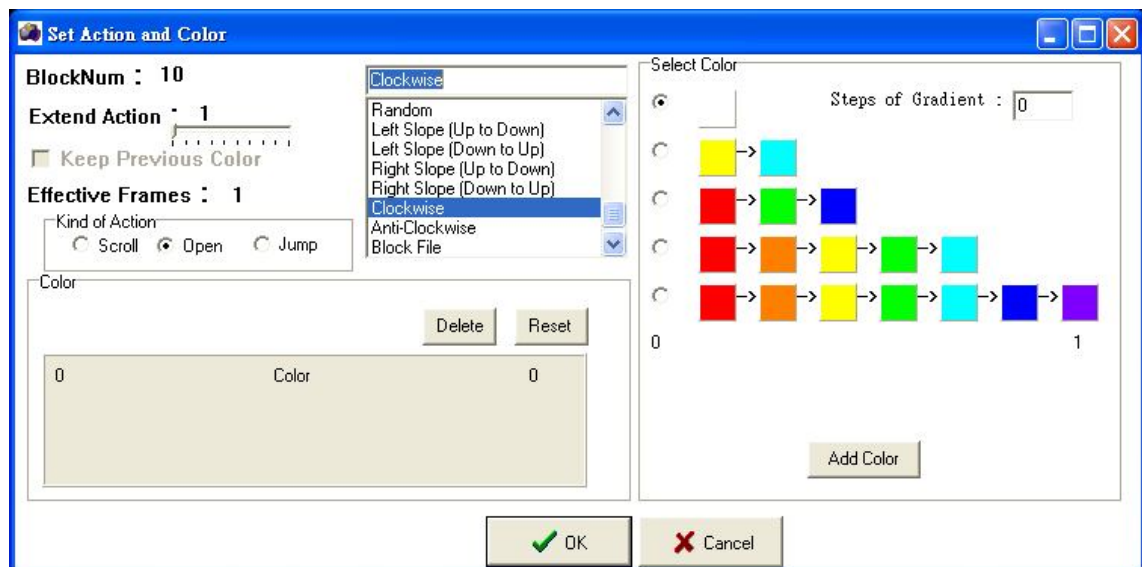 Set Action and Color
BlockNum : 10
Extend Action : 1
Keep Previous Color
Effective Frames : 1
Kind of Action
Scroll Open Jump
Clockwise
Random
Left Slope (Up to Down)
Left Slope (Down to Up)
Right Slope (Up to Down)
Right Slope (Down to Up)
Clockwise
Anti-Clockwise
Block File
Color
Delete Reset
0 Color 0
Select Color
Steps of Gradient : 0
->
-> ->
-> -> -> ->
-> -> -> -> -> ->
0 1
Add Color
OK Cancel